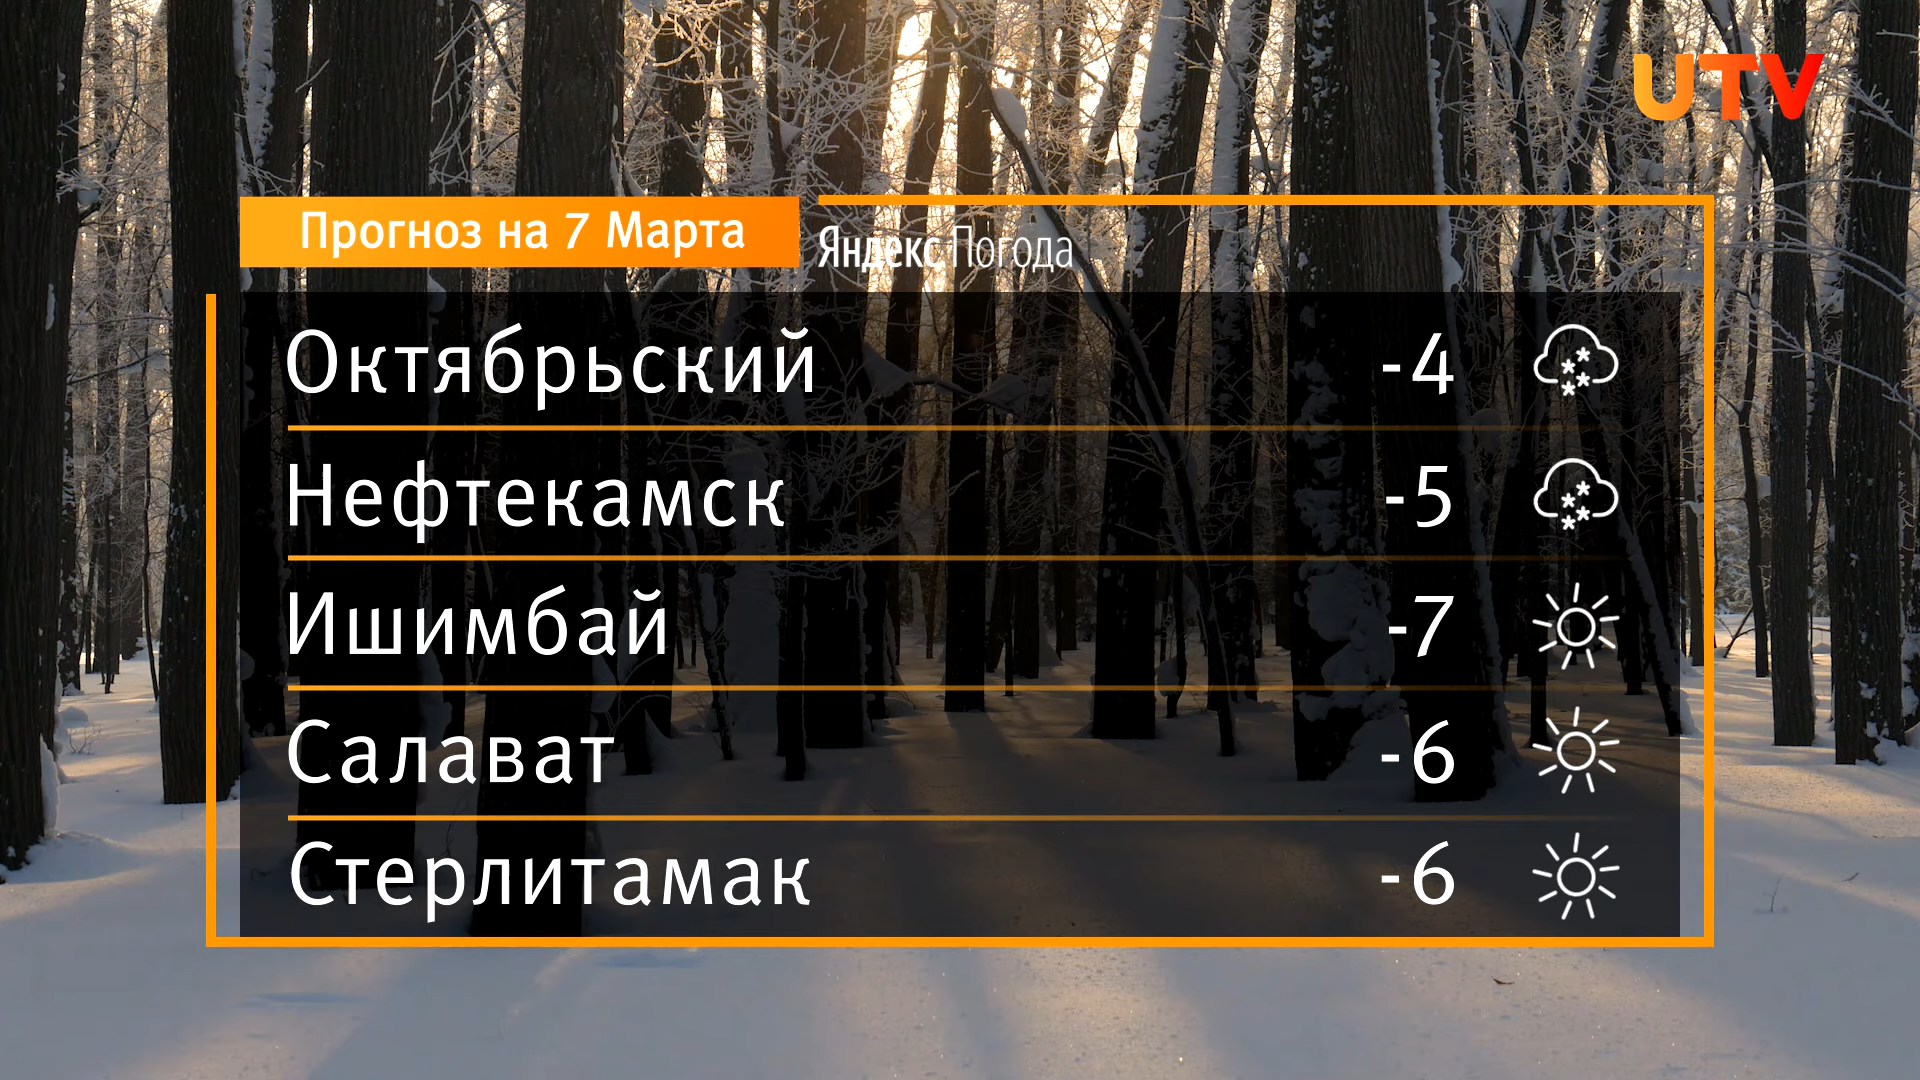 UTV
Прогноз на 7 Марта
Яндекс Погода
Октябрьский -4
Нефтекамск -5
Ишимбай -7
Салават -6
Стерлитамак -6